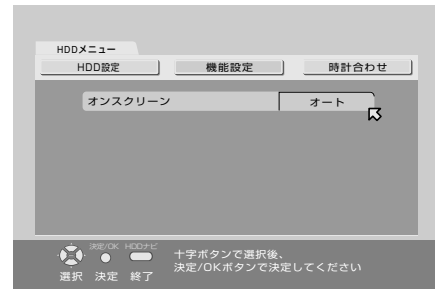 HDDメニュー
HDD設定 機能設定 時計合わせ
オンスクリーン オート
決定/OK HDDナビ
選択 決定 終了
十字ボタンで選択後、
決定/OKボタンで決定してください